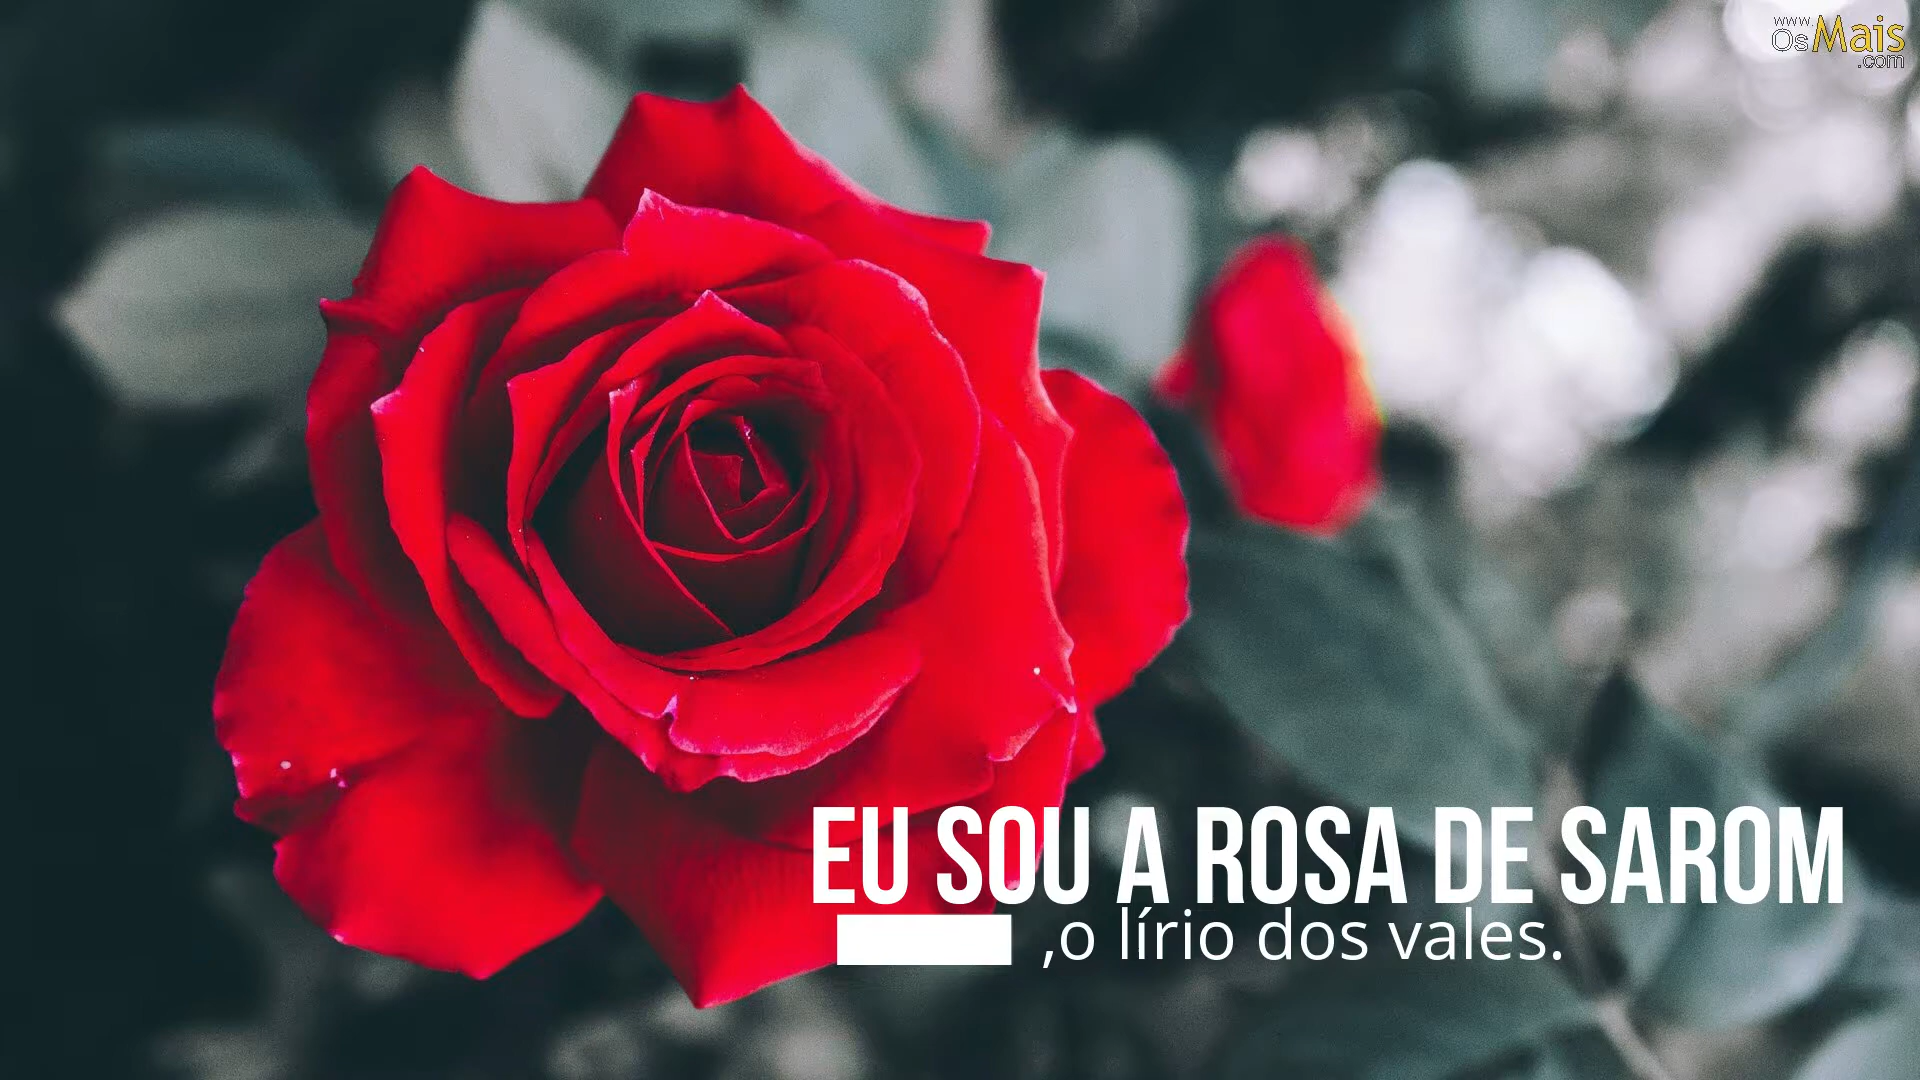 www.
OsMais
.com
EU SOU A ROSA DE SAROM
,o lírio dos vales.